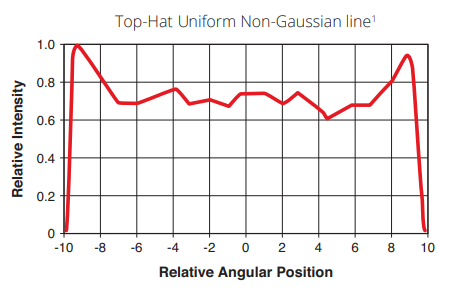 Top-Hat Uniform Non-Gaussian line¹
Relative Intensity
1.0
0.8
0.6
0.4
0.2
0
-10 -8 -6 -4 -2 0 2 4 6 8 10
Relative Angular Position